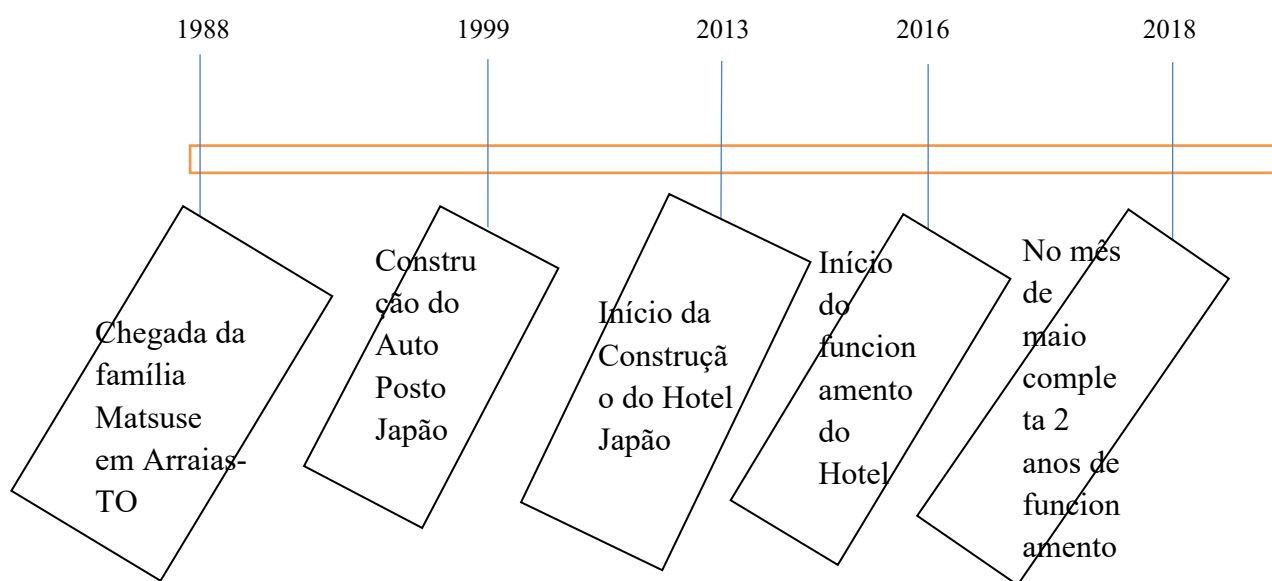 1988
1999
2013
2016
2018
Chegada da
família
Matsuse
em Arraias-
TO
Constru
ção do
Auto
Posto
Japão
Início da
Construçã
o do Hotel
Japão
Início
do
funcion
amento
do
Hotel
No mês
de
maio
comple
ta 2
anos de
funcion
amento